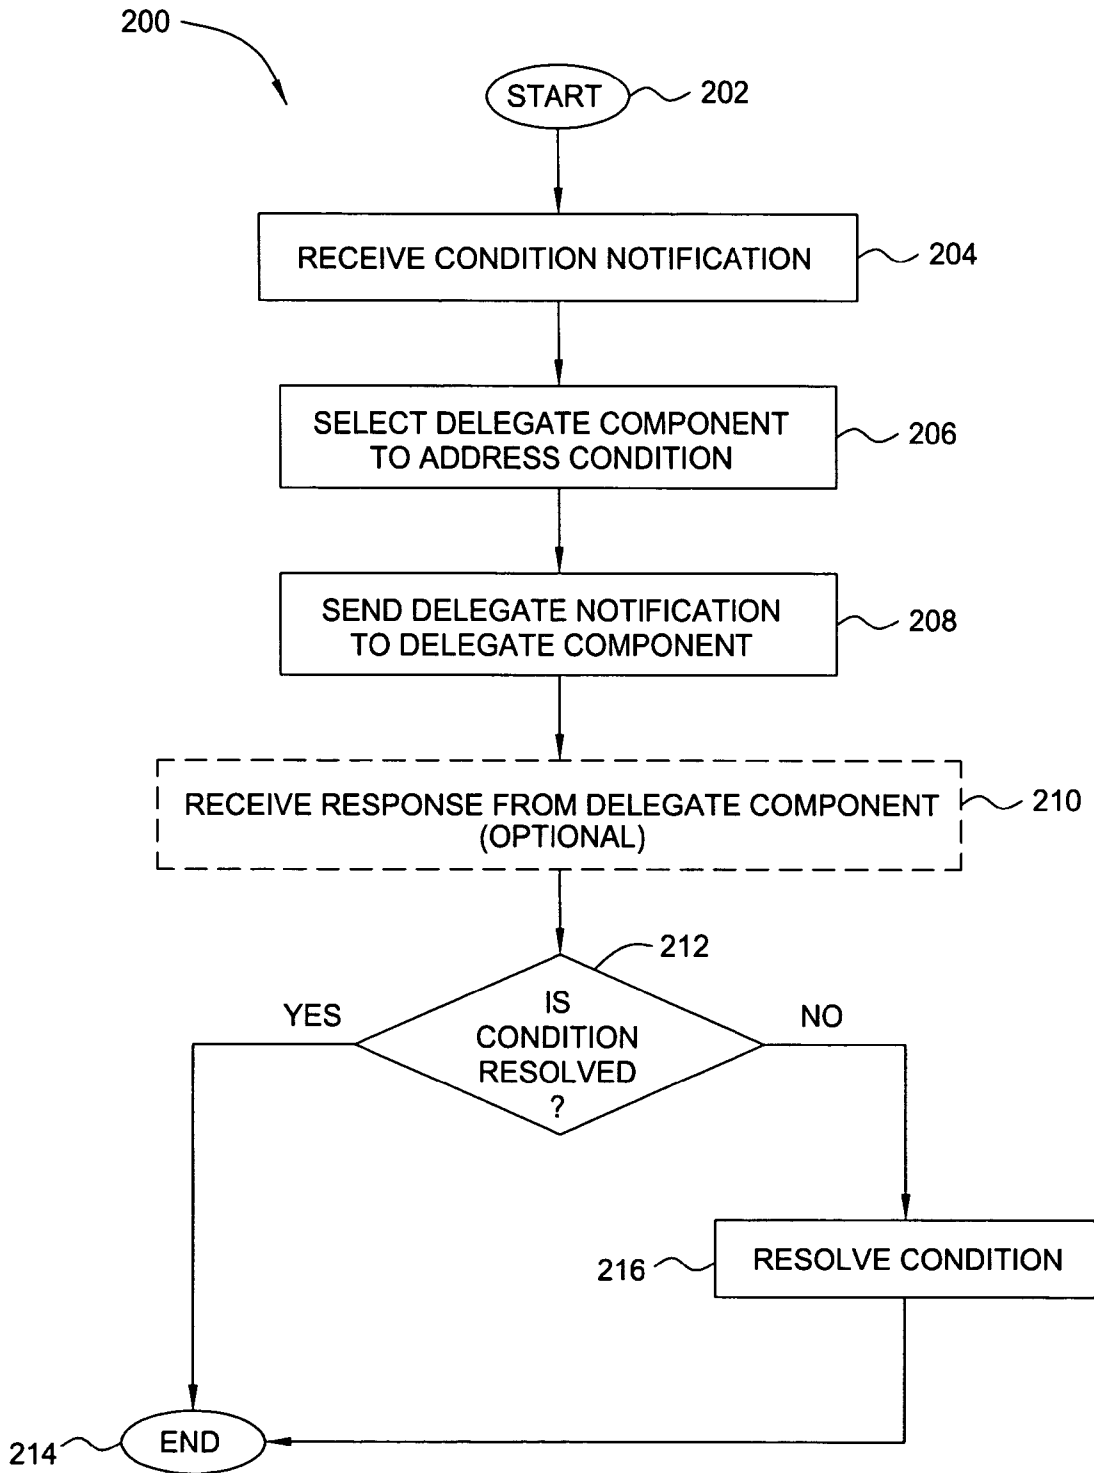 200
START
202
RECEIVE CONDITION NOTIFICATION
204
SELECT DELEGATE COMPONENT
TO ADDRESS CONDITION
206
SEND DELEGATE NOTIFICATION
TO DELEGATE COMPONENT
208
RECEIVE RESPONSE FROM DELEGATE COMPONENT
(OPTIONAL)
210
212
YES
IS
CONDITION
RESOLVED
?
NO
216
RESOLVE CONDITION
214
END